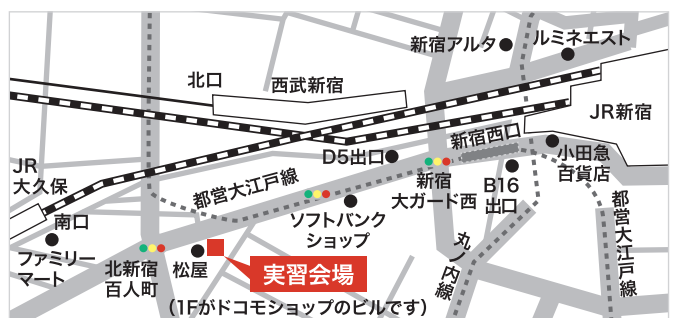 新宿アルタ
ルミネエスト
北口
西武新宿
JR新宿
新宿西口
D5出口
小田急
百貨店
JR
大久保
都営大江戸線
新宿
大ガード西
B16
出口
ソフトバンク
ショップ
都営大江戸線
南口
丸ノ内線
ファミリー
マート
北新宿
百人町
松屋
実習会場
(1Fがドコモショップのビルです)